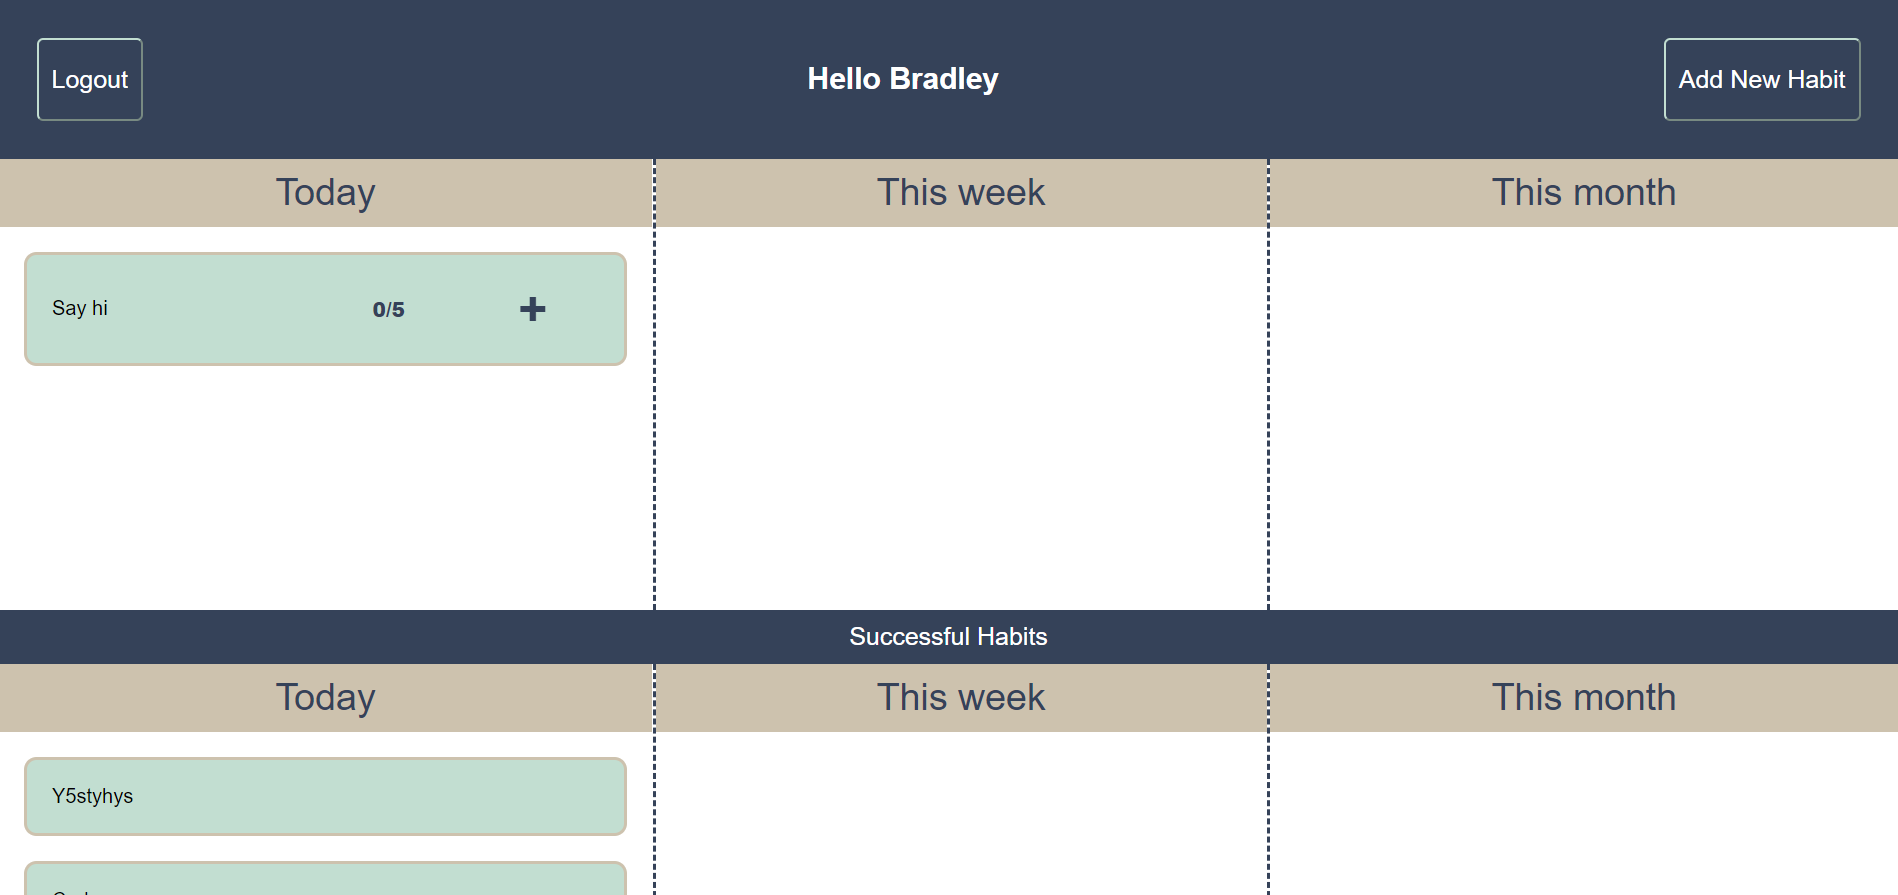 Logout
Hello Bradley
Add New Habit
Today
This week
This month
Say hi
0/5
Successful Habits
Today
This week
This month
Y5styhys